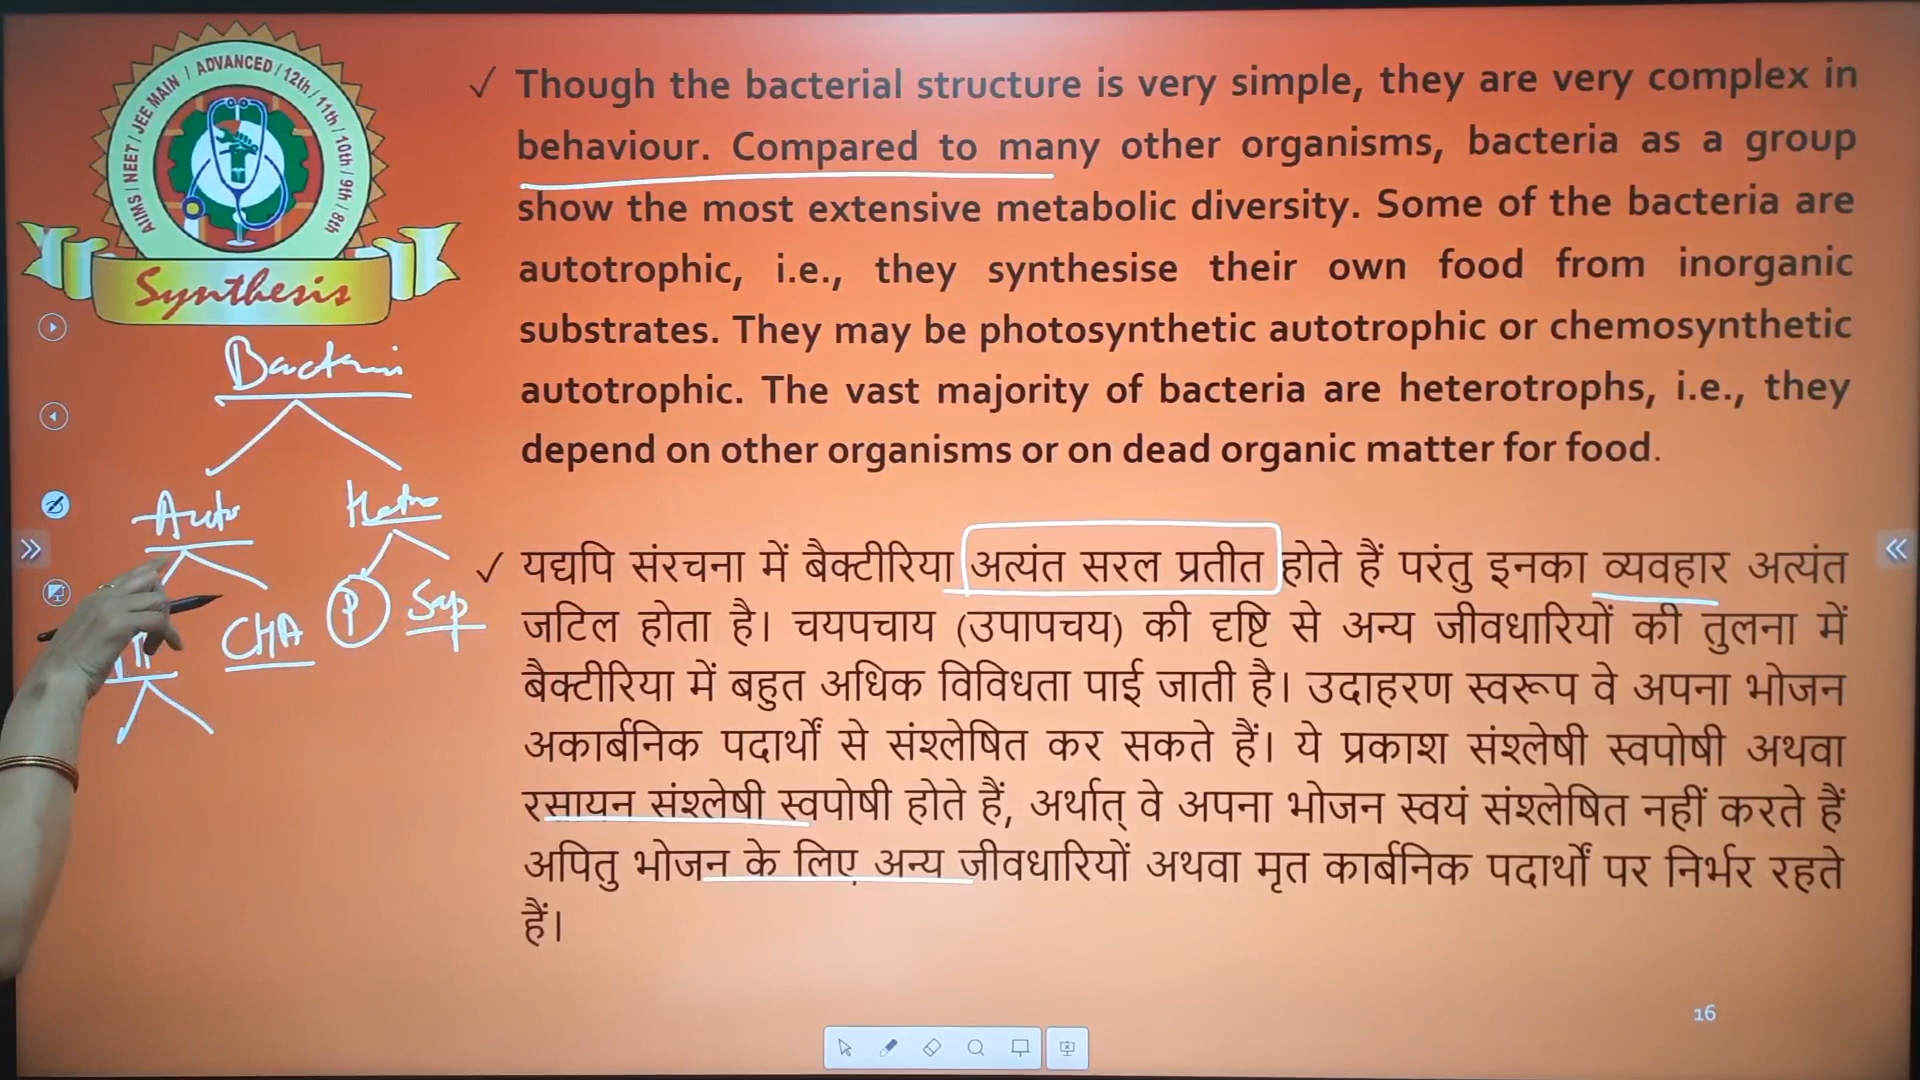 AIIMS | NEET | JEE MAIN | ADVANCED / 12th / 11th / 10th / 9th / 8th
Synthesis
✓ Though the bacterial structure is very simple, they are very complex in
behaviour. Compared to many other organisms, bacteria as a group
show the most extensive metabolic diversity. Some of the bacteria are
autotrophic, i.e., they synthesise their own food from inorganic
substrates. They may be photosynthetic autotrophic or chemosynthetic
autotrophic. The vast majority of bacteria are heterotrophs, i.e., they
depend on other organisms or on dead organic matter for food.
Auto
CHA
P
Sap
✓ यद्यपि संरचना में बैक्टीरिया अत्यंत सरल प्रतीत होते हैं परंतु इनका व्यवहार अत्यंत
जटिल होता है। चयपचाय (उपापचय) की दृष्टि से अन्य जीवधारियों की तुलना में
बैक्टीरिया में बहुत अधिक विविधता पाई जाती है। उदाहरण स्वरूप वे अपना भोजन
अकार्बनिक पदार्थों से संश्लेषित कर सकते हैं। ये प्रकाश संश्लेषी स्वपोषी अथवा
रसायन संश्लेषी स्वपोषी होते हैं, अर्थात् वे अपना भोजन स्वयं संश्लेषित नहीं करते हैं
अपितु भोजन के लिए अन्य जीवधारियों अथवा मृत कार्बनिक पदार्थों पर निर्भर रहते
हैं।
16